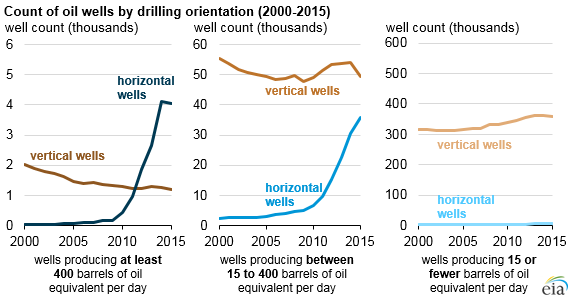 Count of oil wells by drilling orientation (2000-2015)
well count (thousands)
6
5
4
3
2
1
0
horizontal
wells
vertical wells
2000 2005 2010 2015
wells producing at least
400 barrels of oil
equivalent per day
well count (thousands)
60
50
40
30
20
10
0
vertical wells
horizontal
wells
2000 2005 2010 2015
wells producing between
15 to 400 barrels of oil
equivalent per day
well count (thousands)
600
500
400
300
200
100
0
vertical wells
horizontal
wells
2000 2005 2010 2015
wells producing 15 or
fewer barrels of oil
equivalent per day
eia